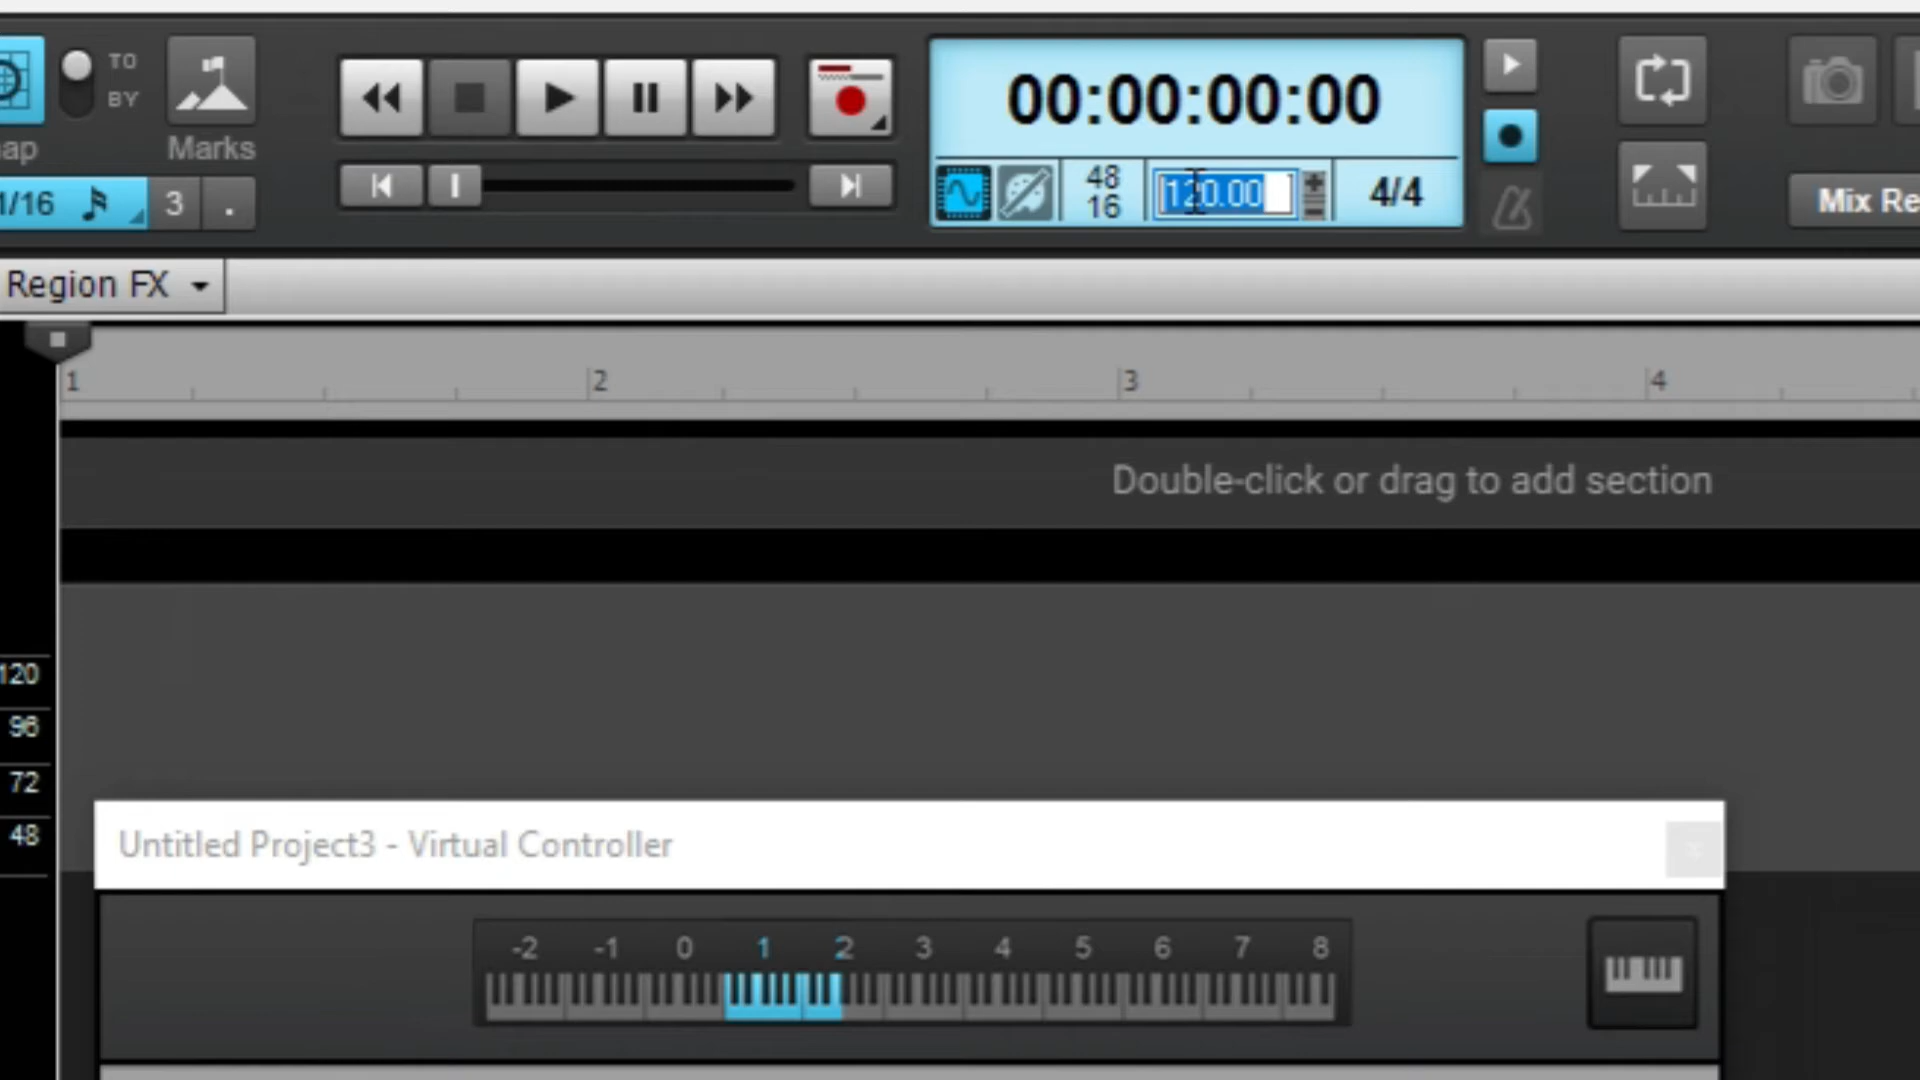 TO
BY
Marks
00:00:00:00
48
16
120.00
4/4
1/16
3
.
Mix Re
Region FX
1 2 3 4
Double-click or drag to add section
120
96
72
48
Untitled Project3 - Virtual Controller
-2 -1 0 1 2 3 4 5 6 7 8